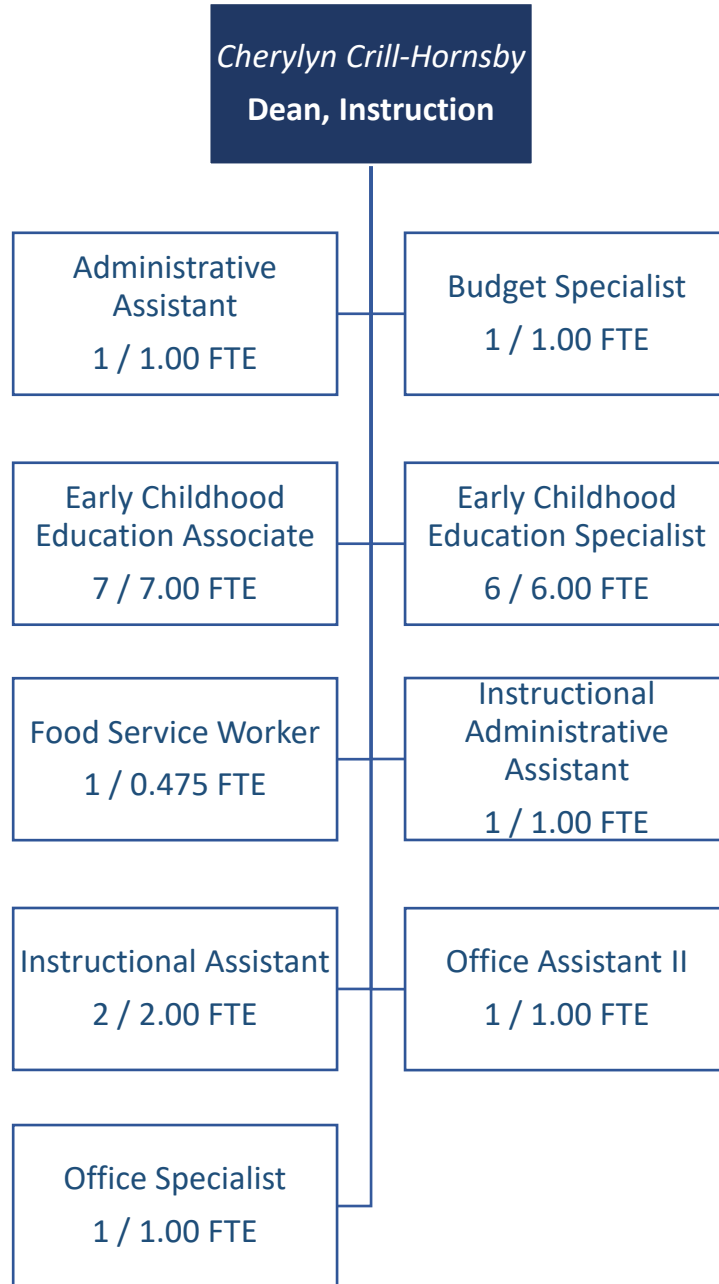 Cherylyn Crill-Hornsby
Dean, Instruction
Administrative
Assistant
1 / 1.00 FTE
Budget Specialist
1 / 1.00 FTE
Early Childhood
Education Associate
7 / 7.00 FTE
Early Childhood
Education Specialist
6 / 6.00 FTE
Food Service Worker
1 / 0.475 FTE
Instructional
Administrative
Assistant
1 / 1.00 FTE
Instructional Assistant
2 / 2.00 FTE
Office Assistant II
1 / 1.00 FTE
Office Specialist
1 / 1.00 FTE